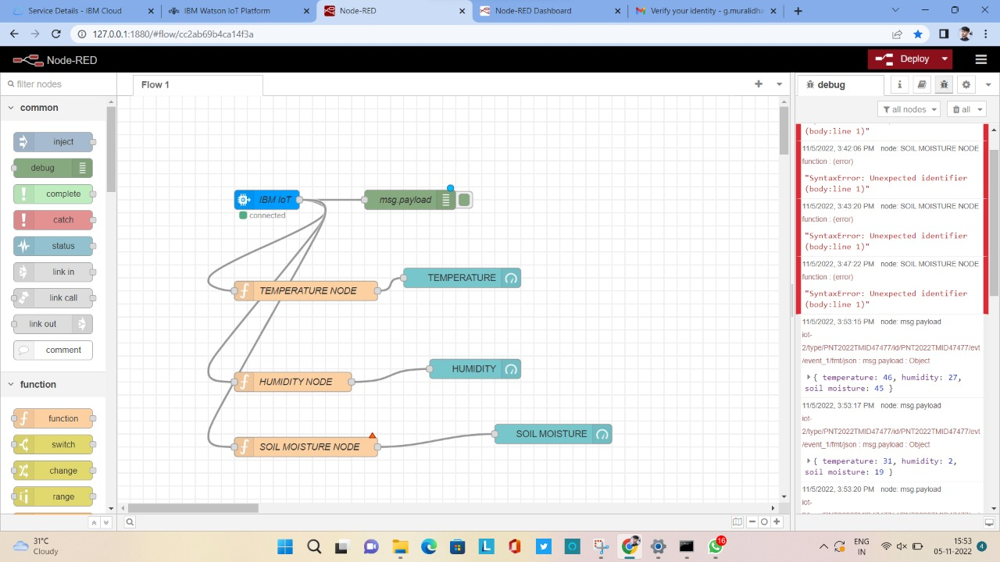 Service Details - IBM Cloud
IBM Watson IoT Platform
Node-RED
Node-RED Dashboard
Verify your identity - g.muralidha
127.0.0.1:1880/#flow/cc2ab69b4ca14f3a
Node-RED
Deploy
filter nodes
Flow 1
debug
common
all nodes
all
inject
debug
complete
catch
status
link in
link call
link out
comment
function
function
switch
change
range
IBM IoT
connected
msg.payload
TEMPERATURE NODE
TEMPERATURE
HUMIDITY NODE
HUMIDITY
SOIL MOISTURE NODE
SOIL MOISTURE
(body:line 1)"
11/5/2022, 3:42:06 PM node: SOIL MOISTURE NODE
function : (error)
"SyntaxError: Unexpected identifier
(body:line 1)"
11/5/2022, 3:43:20 PM node: SOIL MOISTURE NODE
function : (error)
"SyntaxError: Unexpected identifier
(body:line 1)"
11/5/2022, 3:47:22 PM node: SOIL MOISTURE NODE
function : (error)
"SyntaxError: Unexpected identifier
(body:line 1)"
11/5/2022, 3:53:15 PM node: msg.payload
iot-
2/type/PNT2022TMID47477/id/PNT2022TMID47477/evt
/event_1/fmt/json : msg.payload : Object
{ temperature: 46, humidity: 27,
soil moisture: 45 }
11/5/2022, 3:53:17 PM node: msg.payload
iot-
2/type/PNT2022TMID47477/id/PNT2022TMID47477/evt
/event_1/fmt/json : msg.payload : Object
{ temperature: 31, humidity: 2,
soil moisture: 19 }
11/5/2022, 3:53:20 PM node: msg.payload
iot-
31°C
Cloudy
16
ENG
IN
15:53
05-11-2022
4